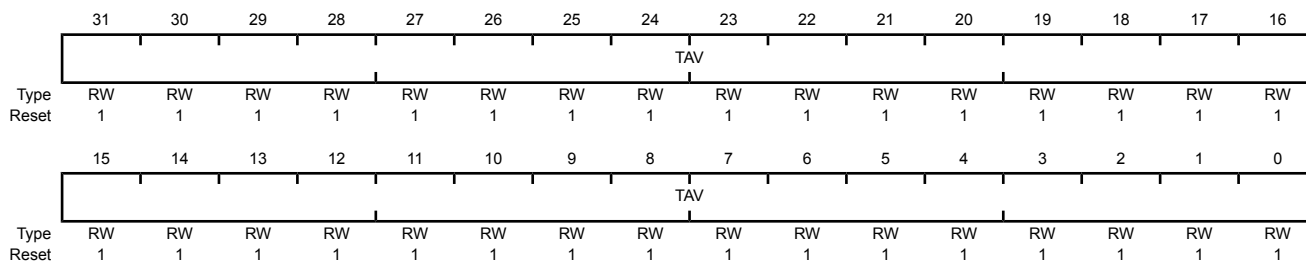 31 30 29 28 27 26 25 24 23 22 21 20 19 18 17 16
TAV
Type RW RW RW RW RW RW RW RW RW RW RW RW RW RW RW RW
Reset 1 1 1 1 1 1 1 1 1 1 1 1 1 1 1 1
15 14 13 12 11 10 9 8 7 6 5 4 3 2 1 0
TAV
Type RW RW RW RW RW RW RW RW RW RW RW RW RW RW RW RW
Reset 1 1 1 1 1 1 1 1 1 1 1 1 1 1 1 1